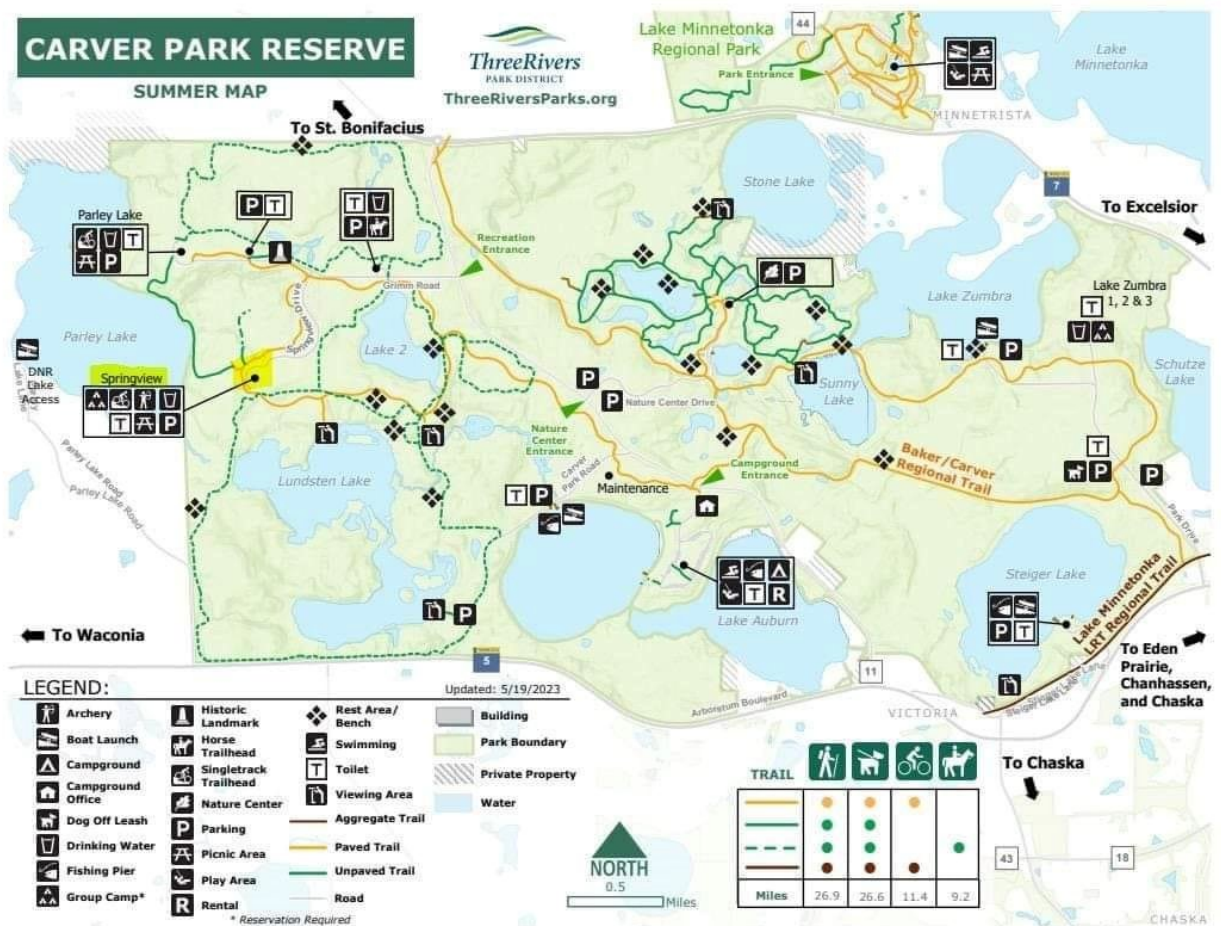 CARVER PARK RESERVE
SUMMER MAP
ThreeRivers
PARK DISTRICT
ThreeRiversParks.org
Lake Minnetonka
Regional Park
Park Entrance
44
Lake
Minnetonka
MINNETRISTA
To St. Bonifacius
Stone Lake
7
To Excelsior
Parley Lake
P T
T
P
T
P
Recreation
Entrance
Grimm Road
P
Lake Zumbra
Lake Zumbra
1, 2 & 3
T
Parley Lake
Springview Drive
Lake 2
T
P
Schutze
Lake
DNR
Lake
Access
Springview
T
P
Sunny
Lake
P
P
Nature Center Drive
Nature
Center
Entrance
Parley Lake Road
Parley Lake Road
Lundsten Lake
Carver
Park Road
Maintenance
Campground
Entrance
Baker/Carver
Regional Trail
T
P
P
T P
Park Drive
Steiger Lake
Lake Minnetonka
LRT Regional Trail
T R
Lake Auburn
P T
P
To Waconia
5
11
Arboretum Boulevard
VICTORIA
Steiger Lake Lane
To Eden
Prairie,
Chanhassen,
and Chaska
To Chaska
LEGEND:
Updated: 5/19/2023
Archery
Boat Launch
Campground
Campground
Office
Dog Off Leash
Drinking Water
Fishing Pier
Group Camp*
Historic
Landmark
Horse
Trailhead
Singletrack
Trailhead
Nature Center
P Parking
Picnic Area
Play Area
R Rental
* Reservation Required
Rest Area/
Bench
Swimming
T Toilet
Viewing Area
Aggregate Trail
Paved Trail
Unpaved Trail
Road
Building
Park Boundary
Private Property
Water
NORTH
0.5
Miles
TRAIL
Miles 26.9 26.6 11.4 9.2
43
18
CHASKA